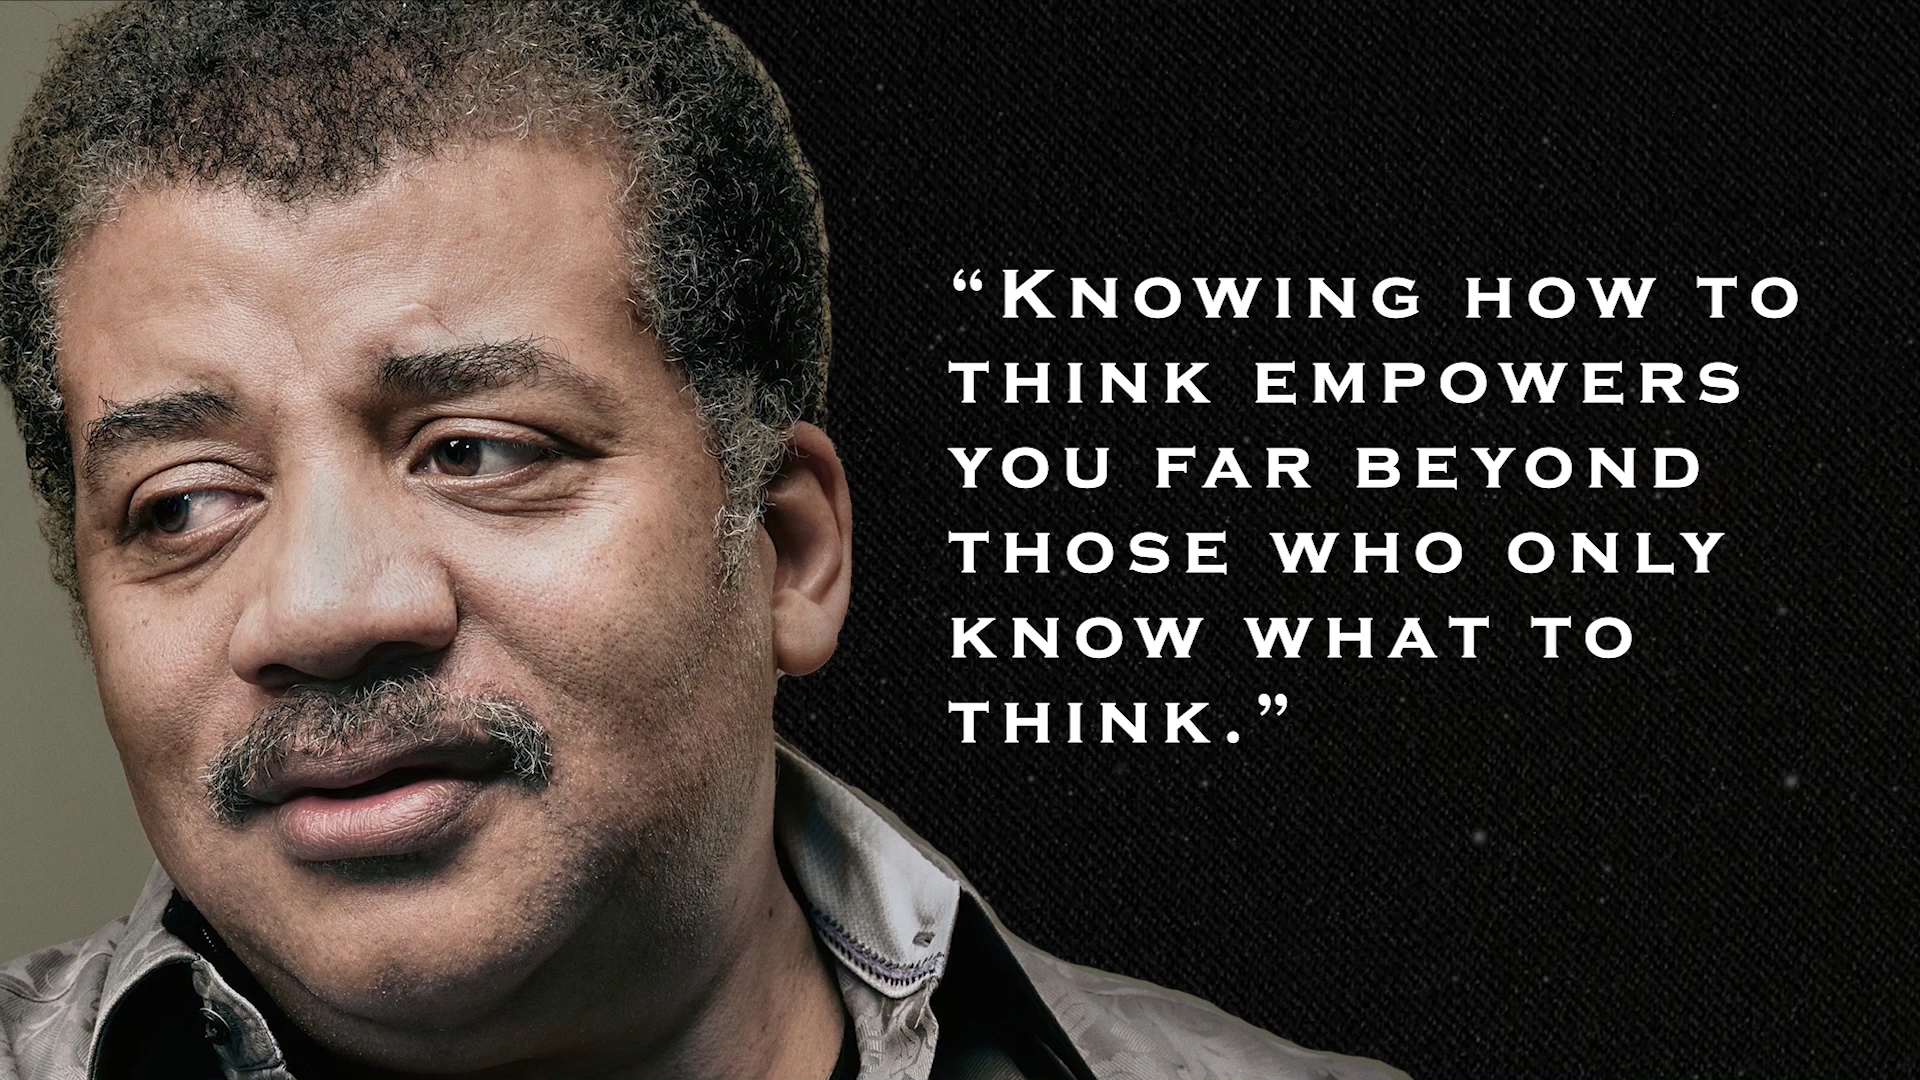 “Knowing how to
think empowers
you far beyond
those who only
know what to
think.”